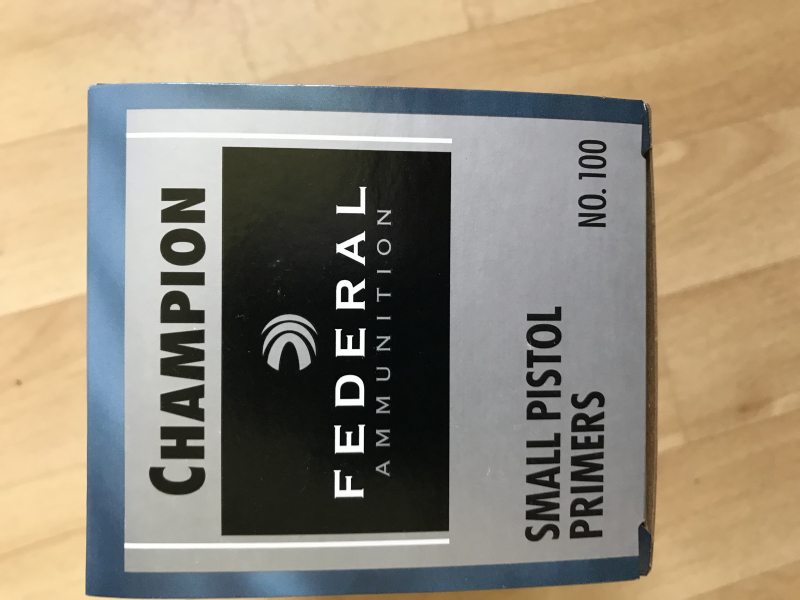 CHAMPION
FEDERAL
AMMUNITION
SMALL PISTOL
PRIMERS
NO. 100